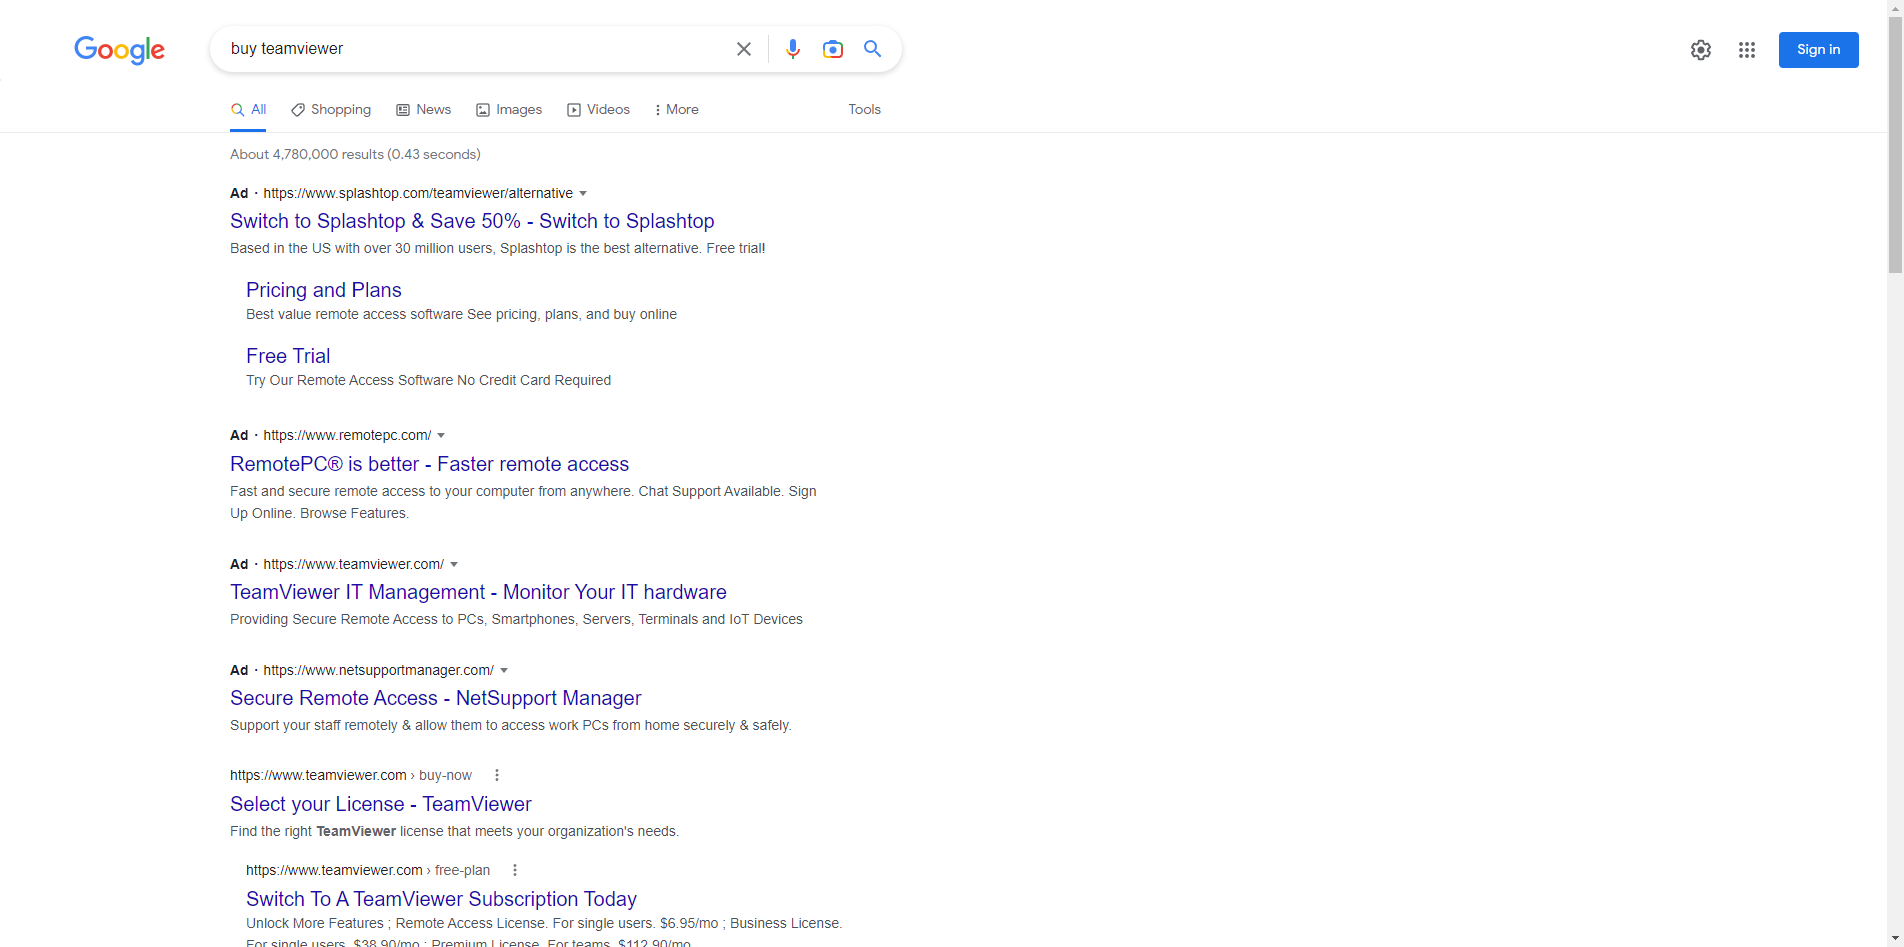 Google
buy teamviewer
Sign in
All
Shopping
News
Images
Videos
More
Tools
About 4,780,000 results (0.43 seconds)
Ad · https://www.splashtop.com/teamviewer/alternative
Switch to Splashtop & Save 50% - Switch to Splashtop
Based in the US with over 30 million users, Splashtop is the best alternative. Free trial!
Pricing and Plans
Best value remote access software See pricing, plans, and buy online
Free Trial
Try Our Remote Access Software No Credit Card Required
Ad · https://www.remotepc.com/
RemotePC® is better - Faster remote access
Fast and secure remote access to your computer from anywhere. Chat Support Available. Sign
Up Online. Browse Features.
Ad · https://www.teamviewer.com/
TeamViewer IT Management - Monitor Your IT hardware
Providing Secure Remote Access to PCs, Smartphones, Servers, Terminals and IoT Devices
Ad · https://www.netsupportmanager.com/
Secure Remote Access - NetSupport Manager
Support your staff remotely & allow them to access work PCs from home securely & safely.
https://www.teamviewer.com › buy-now
Select your License - TeamViewer
Find the right TeamViewer license that meets your organization's needs.
https://www.teamviewer.com › free-plan
Switch To A TeamViewer Subscription Today
Unlock More Features ; Remote Access License. For single users. $6.95/mo ; Business License.
For single users. $38.90/mo ; Premium License. For teams. $112.90/mo